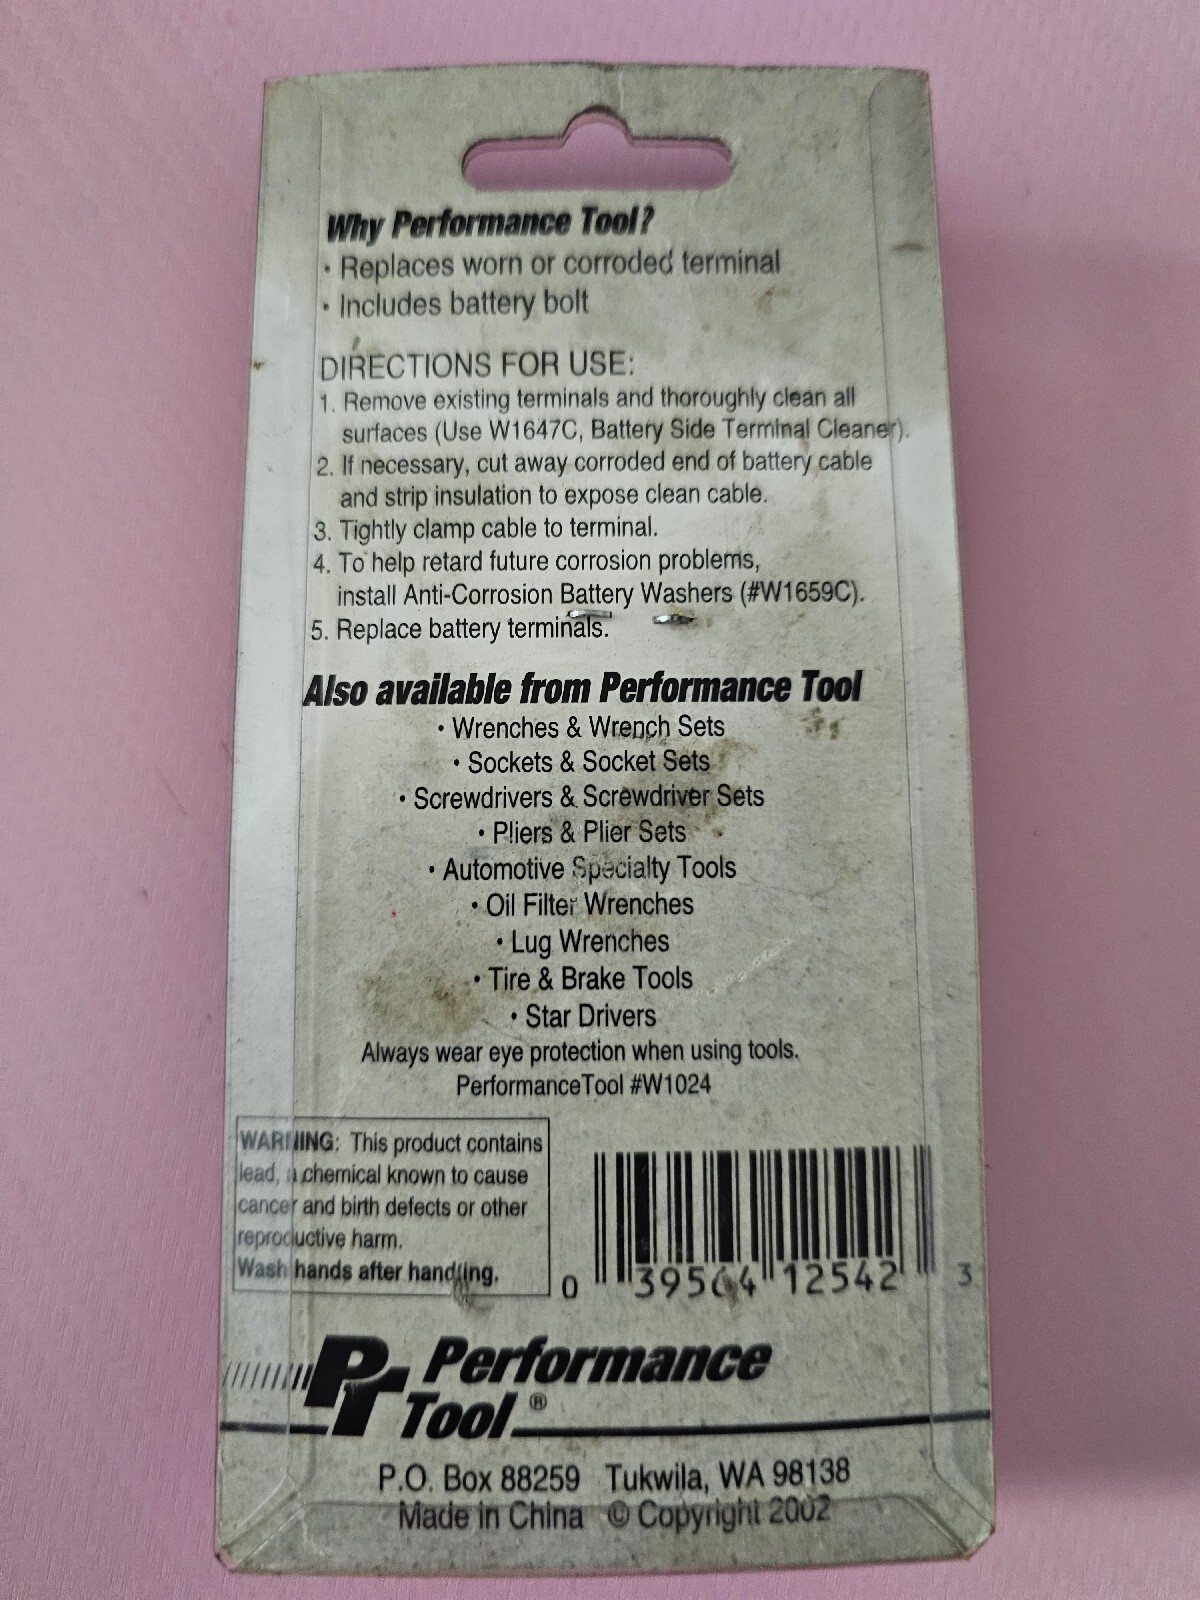 Why Performance Tool?
• Replaces worn or corroded terminal
• Includes battery bolt
DIRECTIONS FOR USE:
1. Remove existing terminals and thoroughly clean all
surfaces (Use W1647C, Battery Side Terminal Cleaner).
2. If necessary, cut away corroded end of battery cable
and strip insulation to expose clean cable.
3. Tightly clamp cable to terminal.
4. To help retard future corrosion problems,
install Anti-Corrosion Battery Washers (#W1659C).
5. Replace battery terminals.
Also available from Performance Tool
• Wrenches & Wrench Sets
• Sockets & Socket Sets
• Screwdrivers & Screwdriver Sets
• Pliers & Plier Sets
• Automotive Specialty Tools
• Oil Filter Wrenches
• Lug Wrenches
• Tire & Brake Tools
• Star Drivers
Always wear eye protection when using tools.
PerformanceTool #W1024
WARNING: This product contains
lead, a chemical known to cause
cancer and birth defects or other
reproductive harm.
Wash hands after handling.
0 39564 12542 3
PT Performance
Tool®
P.O. Box 88259 Tukwila, WA 98138
Made in China © Copyright 2002